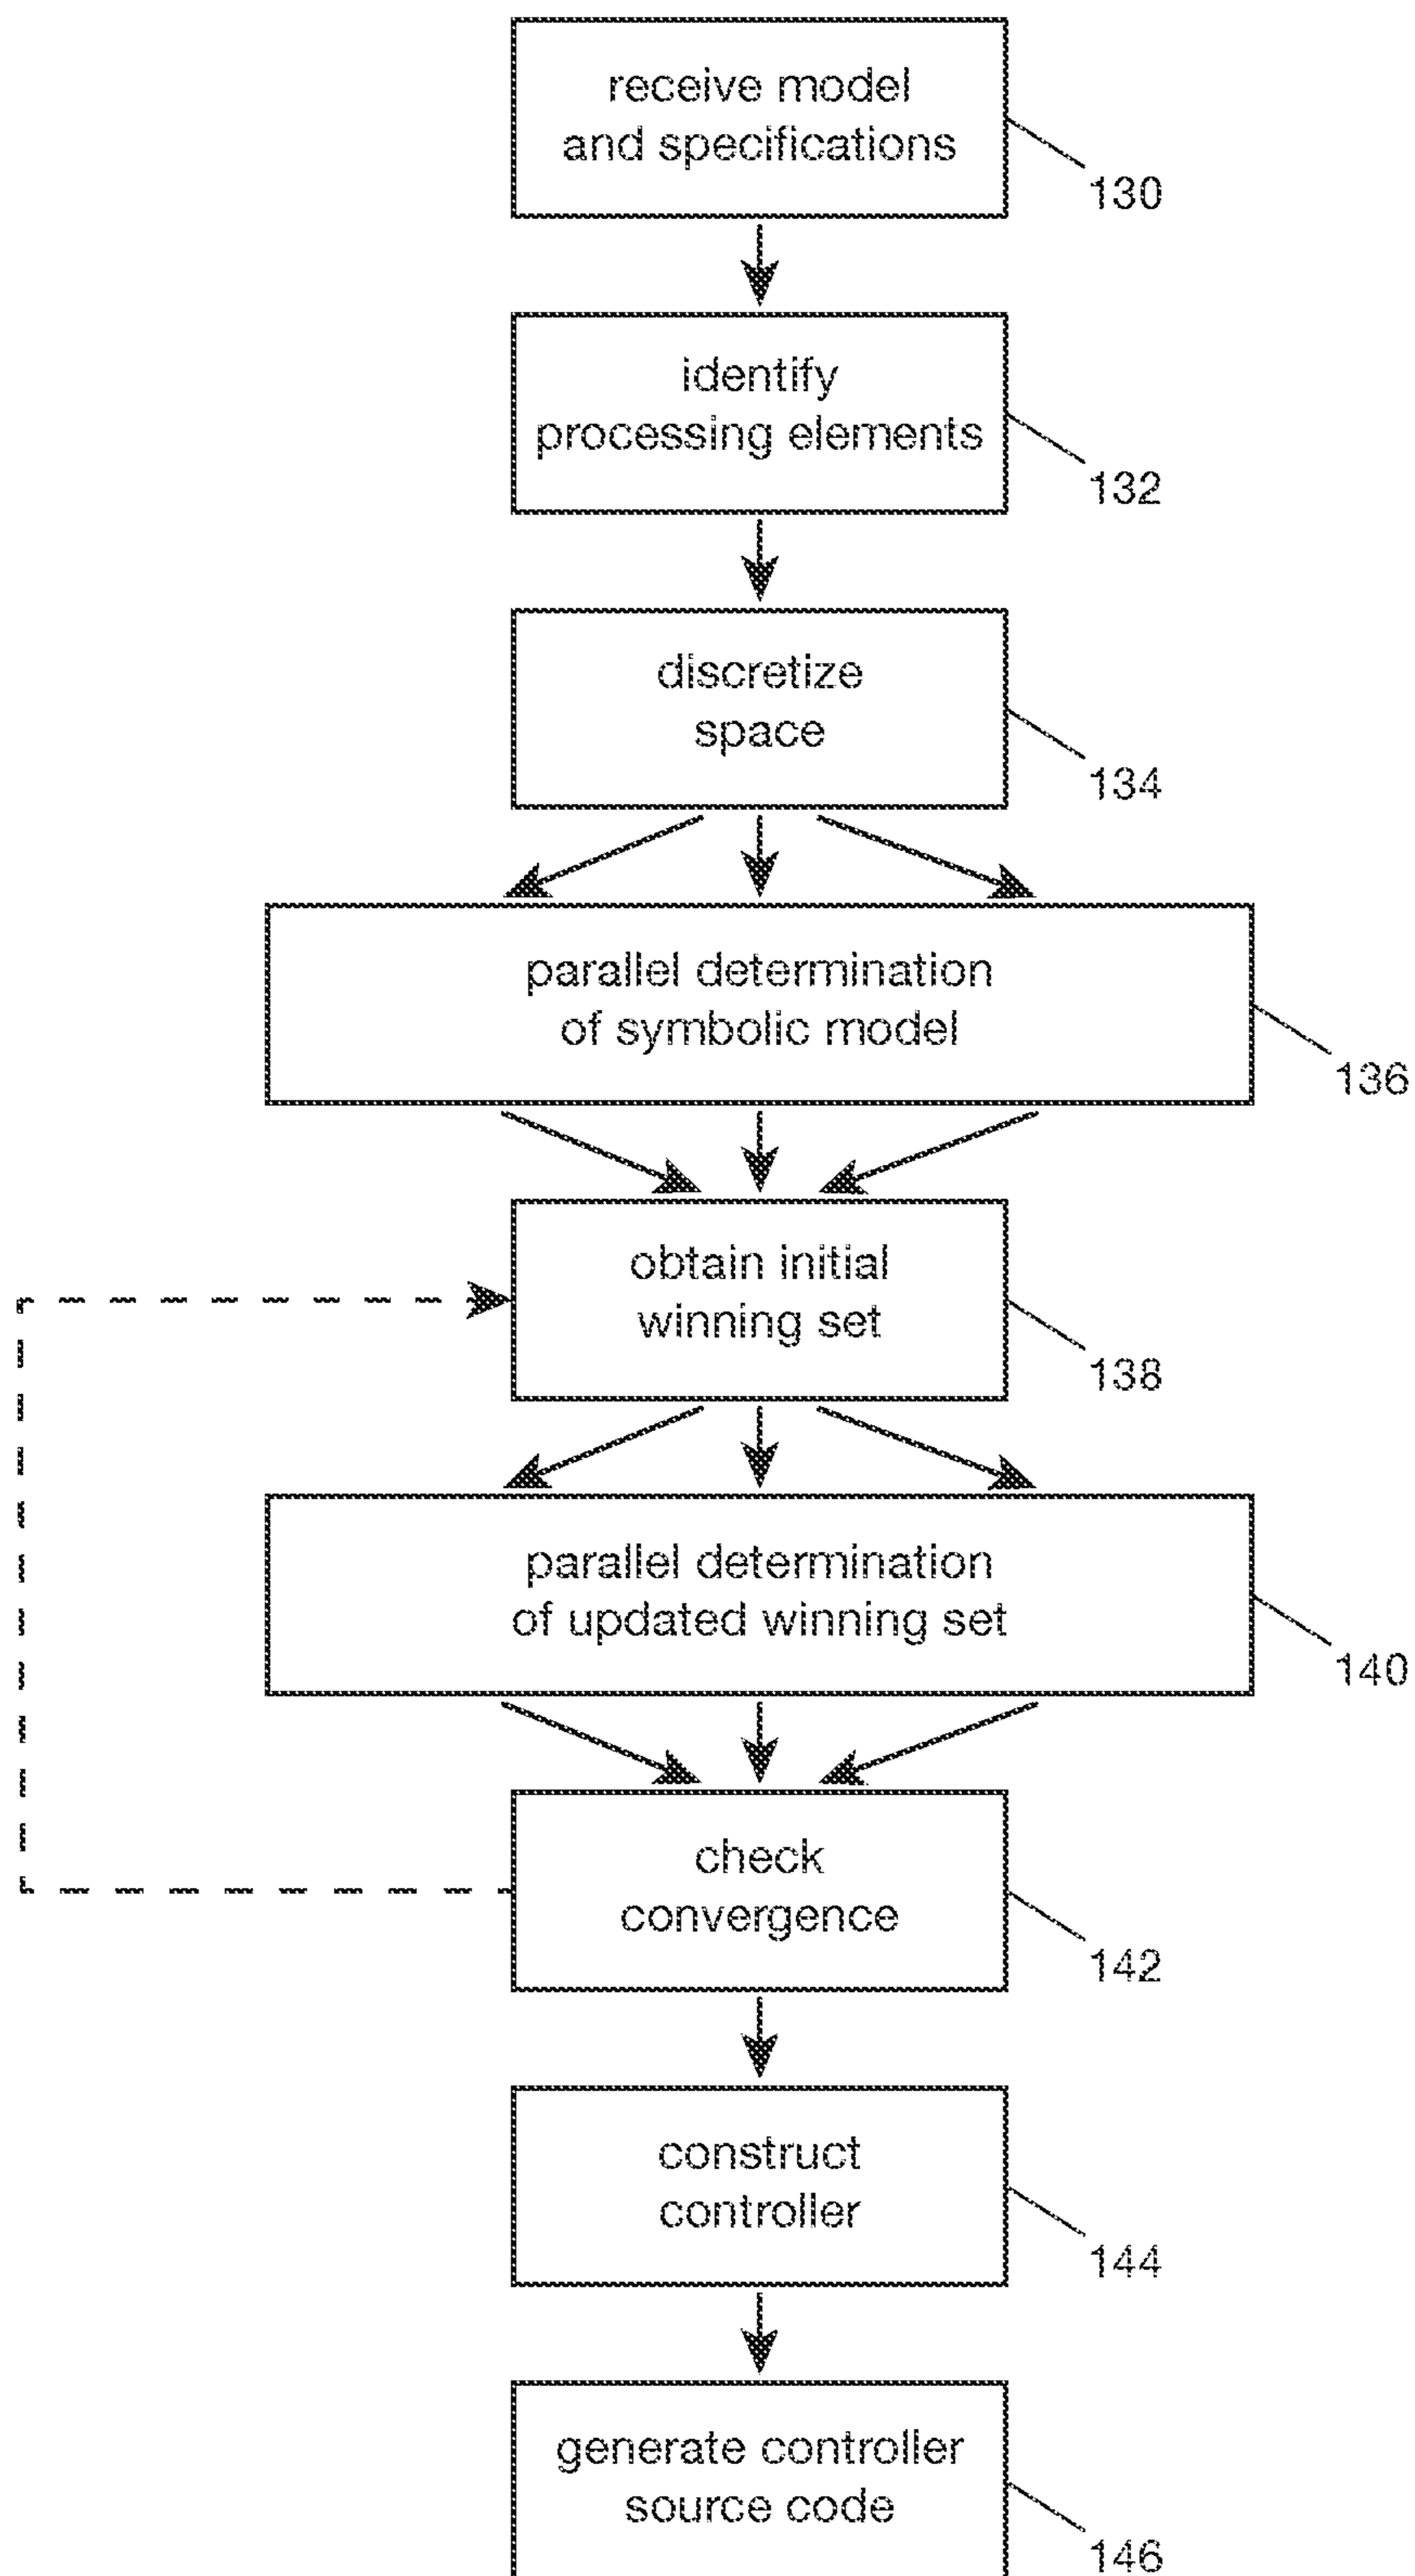 receive model
and specifications
130
identify
processing elements
132
discretize
space
134
parallel determination
of symbolic model
136
obtain initial
winning set
138
parallel determination
of updated winning set
140
check
convergence
142
construct
controller
144
generate controller
source code
146